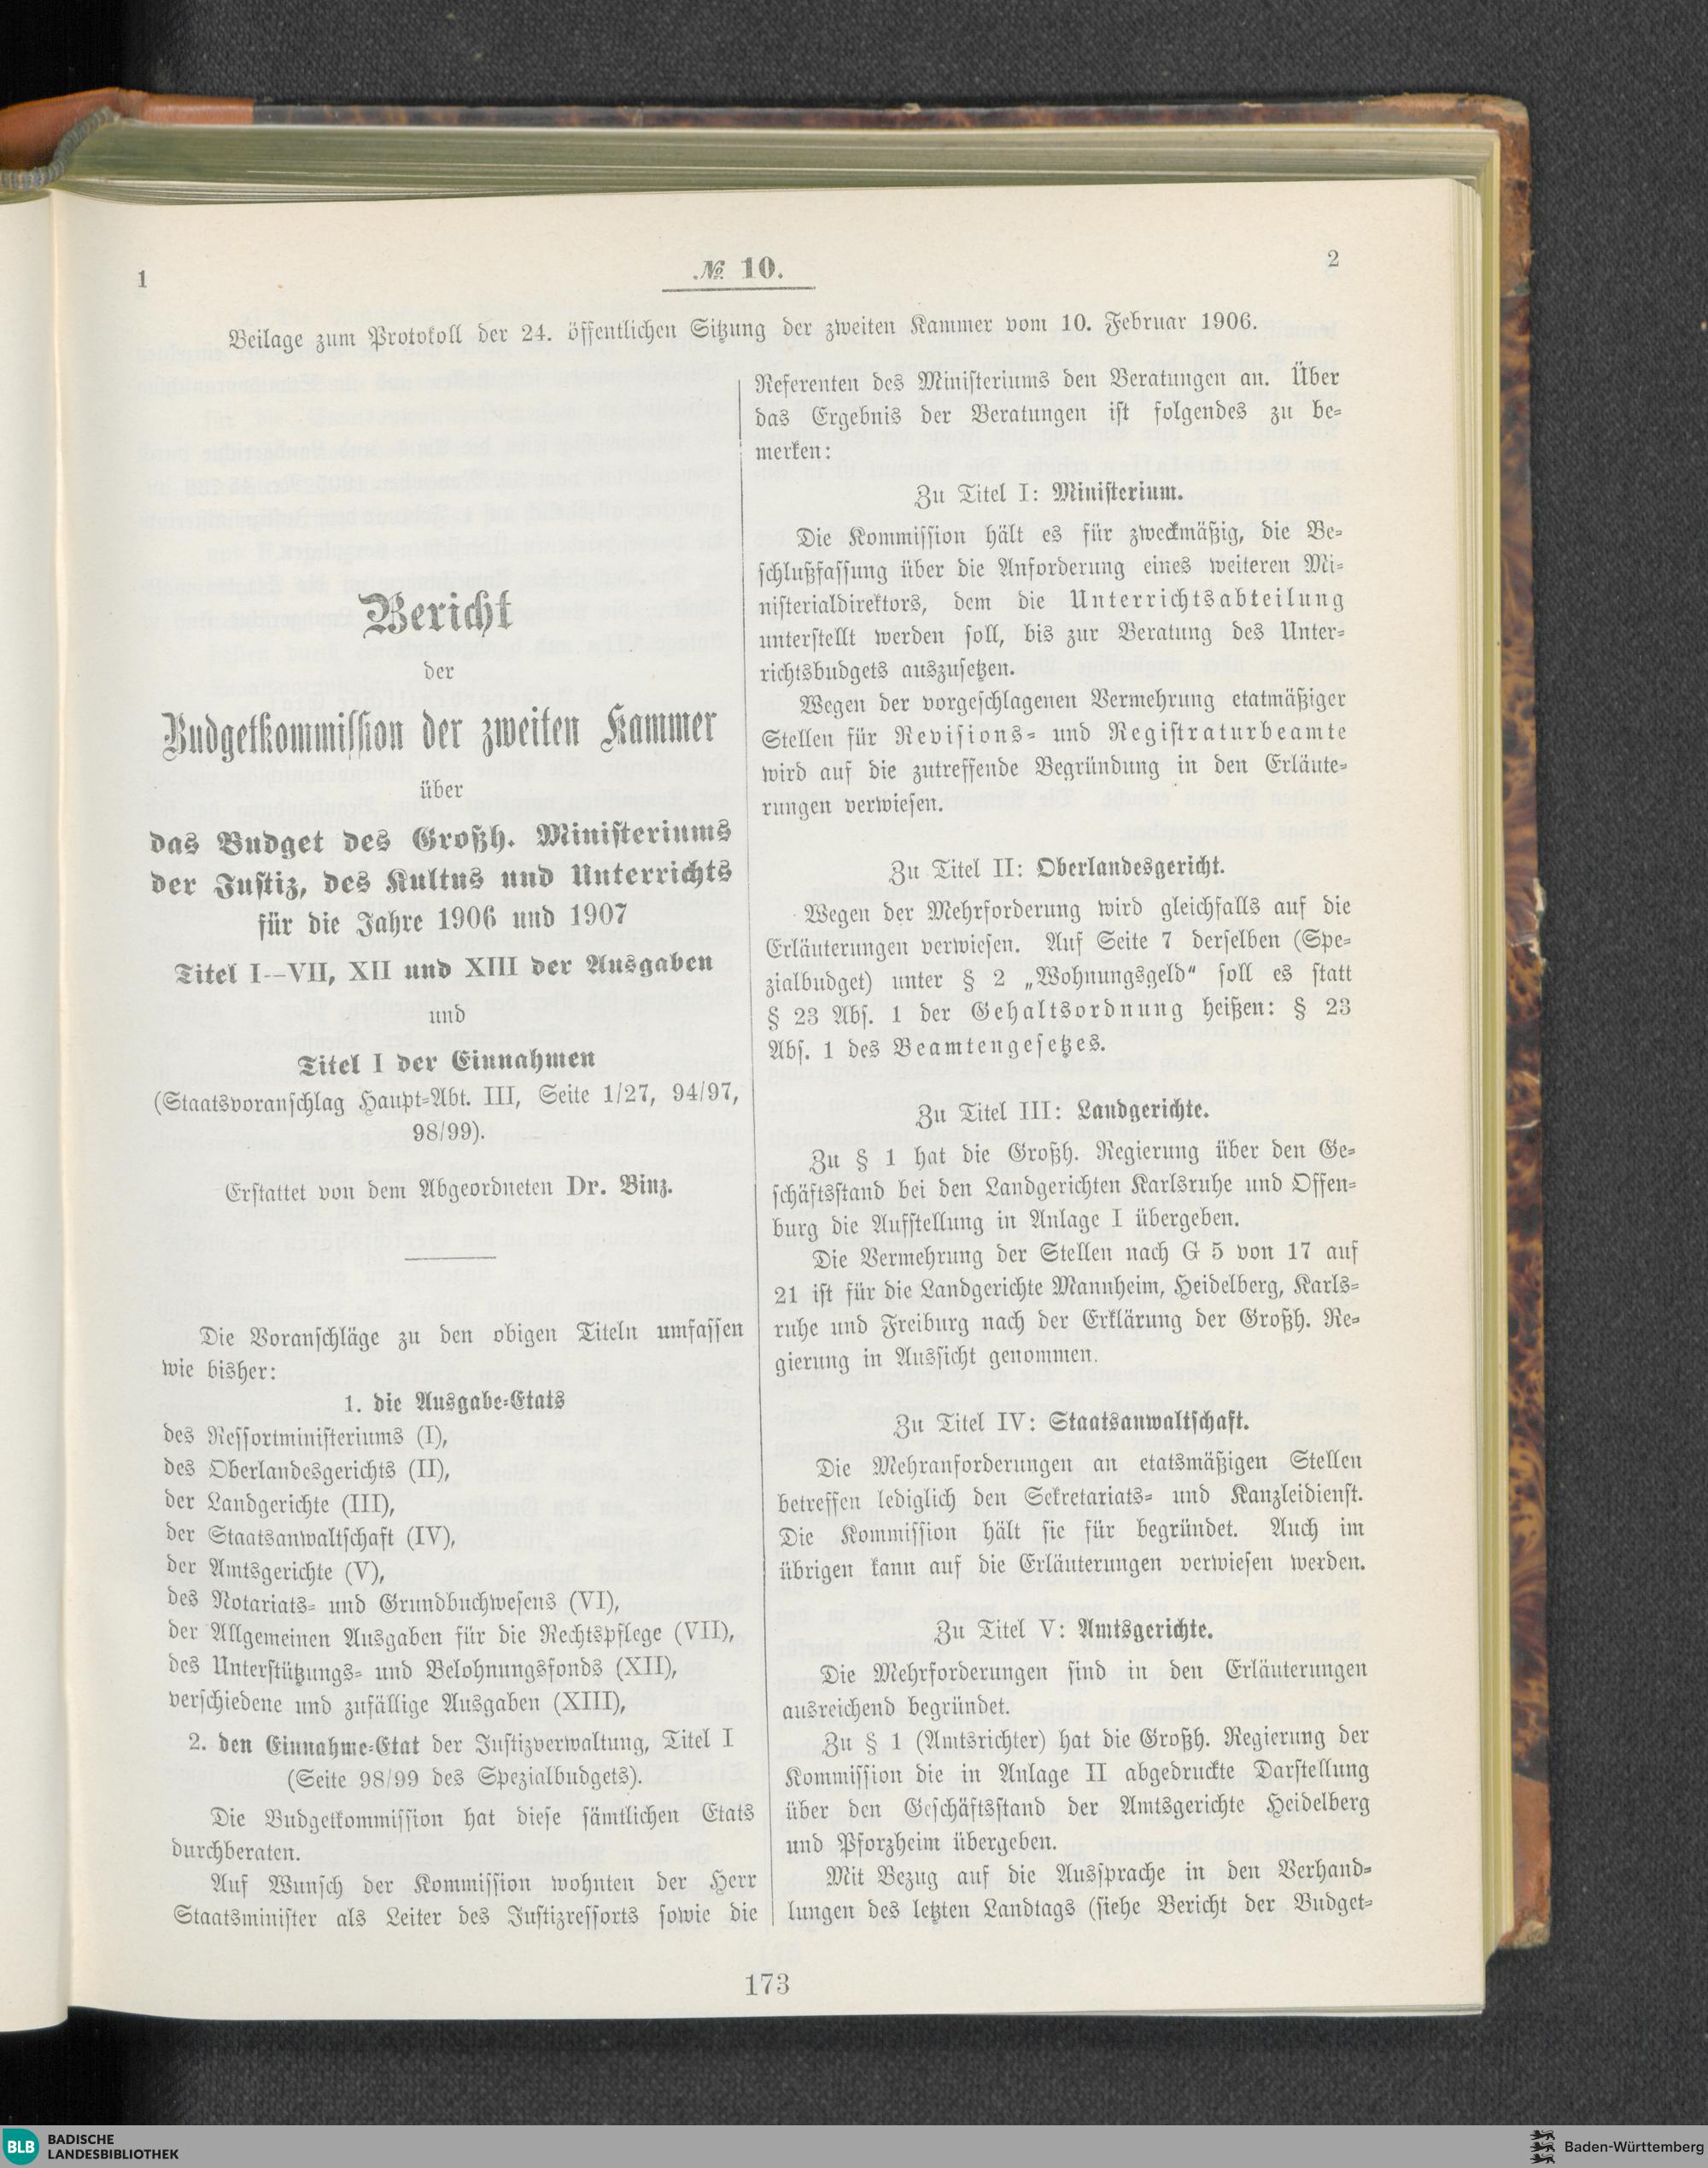 1
№ 10.
2
Beilage zum Protokoll der 24. öffentlichen Sitzung der zweiten Kammer vom 10. Februar 1906.
Bericht
der
Budgetkommission der zweiten Kammer
über
das Budget des Großh. Ministeriums
der Justiz, des Kultus und Unterrichts
für die Jahre 1906 und 1907
Titel I--VII, XII und XIII der Ausgaben
und
Titel I der Einnahmen
(Staatsvoranschlag Haupt-Abt. III, Seite 1/27, 94/97,
98/99).
Erstattet von dem Abgeordneten Dr. Binz.
Die Voranschläge zu den obigen Titeln umfassen
wie bisher:
1. die Ausgabe-Etats
des Ressortministeriums (I),
des Oberlandesgerichts (II),
der Landgerichte (III),
der Staatsanwaltschaft (IV),
der Amtsgerichte (V),
des Notariats- und Grundbuchwesens (VI),
der Allgemeinen Ausgaben für die Rechtspflege (VII),
des Unterstützungs- und Belohnungsfonds (XII),
verschiedene und zufällige Ausgaben (XIII),
2. den Einnahme-Etat der Justizverwaltung, Titel I
(Seite 98/99 des Spezialbudgets).
Die Budgetkommission hat diese sämtlichen Etats
durchberaten.
Auf Wunsch der Kommission wohnten der Herr
Staatsminister als Leiter des Justizressorts sowie die
Referenten des Ministeriums den Beratungen an. Über
das Ergebnis der Beratungen ist folgendes zu be-
merken:
Zu Titel I: Ministerium.
Die Kommission hält es für zweckmäßig, die Be-
schlußfassung über die Anforderung eines weiteren Mi-
nisterialdirektors, dem die Unterrichtsabteilung
unterstellt werden soll, bis zur Beratung des Unter-
richtsbudgets auszusetzen.
Wegen der vorgeschlagenen Vermehrung etatmäßiger
Stellen für Revisions- und Registraturbeamte
wird auf die zutreffende Begründung in den Erläute-
rungen verwiesen.
Zu Titel II: Oberlandesgericht.
Wegen der Mehrforderung wird gleichfalls auf die
Erläuterungen verwiesen. Auf Seite 7 derselben (Spe-
zialbudget) unter § 2 „Wohnungsgeld“ soll es statt
§ 23 Abs. 1 der Gehaltsordnung heißen: § 23
Abs. 1 des Beamtengesetzes.
Zu Titel III: Landgerichte.
Zu § 1 hat die Großh. Regierung über den Ge-
schäftsstand bei den Landgerichten Karlsruhe und Offen-
burg die Aufstellung in Anlage I übergeben.
Die Vermehrung der Stellen nach G 5 von 17 auf
21 ist für die Landgerichte Mannheim, Heidelberg, Karls-
ruhe und Freiburg nach der Erklärung der Großh. Re-
gierung in Aussicht genommen.
Zu Titel IV: Staatsanwaltschaft.
Die Mehranforderungen an etatsmäßigen Stellen
betreffen lediglich den Sekretariats- und Kanzleidienst.
Die Kommission hält sie für begründet. Auch im
übrigen kann auf die Erläuterungen verwiesen werden.
Zu Titel V: Amtsgerichte.
Die Mehrforderungen sind in den Erläuterungen
ausreichend begründet.
Zu § 1 (Amtsrichter) hat die Großh. Regierung der
Kommission die in Anlage II abgedruckte Darstellung
über den Geschäftsstand der Amtsgerichte Heidelberg
und Pforzheim übergeben.
Mit Bezug auf die Aussprache in den Verhand-
lungen des letzten Landtags (siehe Bericht der Budget-
173
BLB BADISCHE
LANDESBIBLIOTHEK
Baden-Württemberg